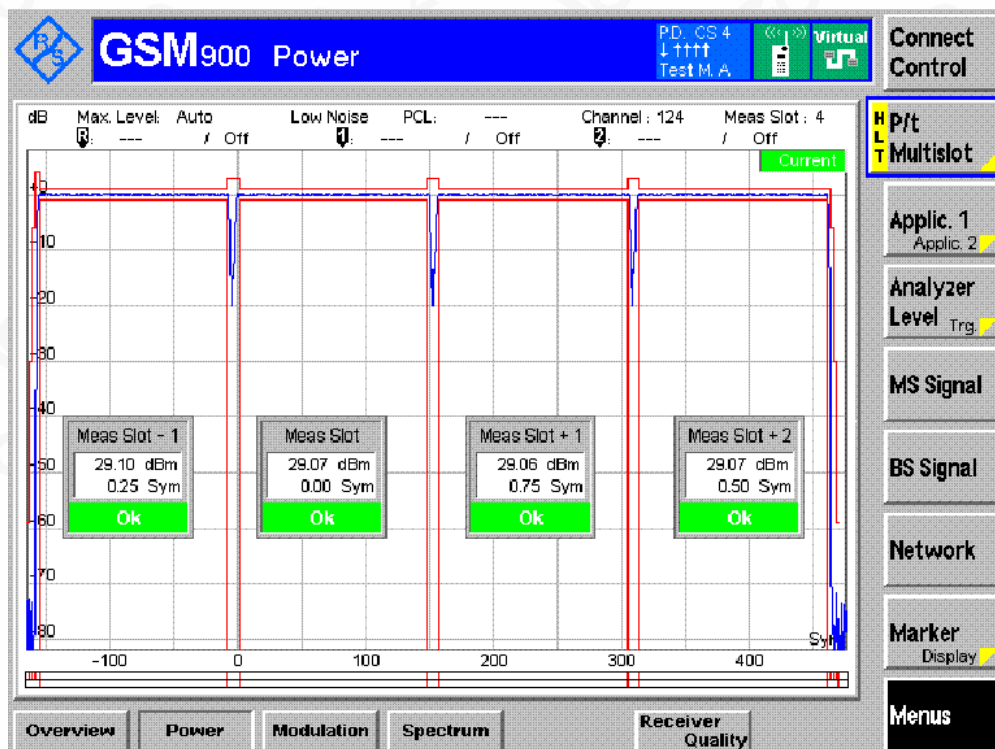 R S
GSM900 Power
P.D. CS 4
↓ ↑↑↑↑
Test M. A
Virtual
Connect Control
dB Max. Level: Auto Low Noise PCL: --- Channel : 124 Meas Slot : 4
R: --- / Off 1: --- / Off 2: --- / Off
Current
H L T
P/t Multislot
Applic. 1
Applic. 2
Analyzer Level Trg.
MS Signal
BS Signal
Network
Marker
Display
Menus
+0
-10
-20
-30
-40
-50
-60
-70
-80
Meas Slot - 1
29.10 dBm
0.25 Sym
Ok
Meas Slot
29.07 dBm
0.00 Sym
Ok
Meas Slot + 1
29.06 dBm
0.75 Sym
Ok
Meas Slot + 2
29.07 dBm
0.50 Sym
Ok
Sym
-100 0 100 200 300 400
Overview Power Modulation Spectrum Receiver Quality